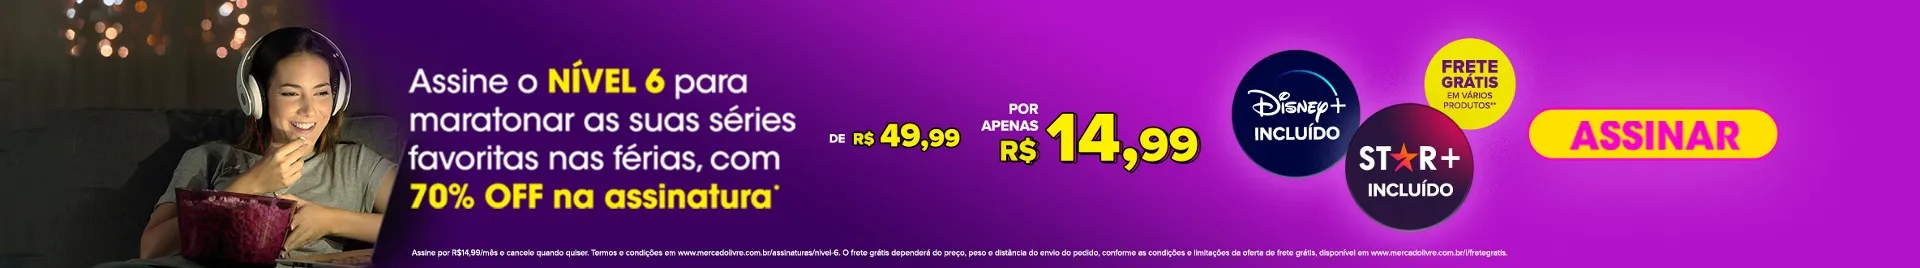 Assine o NÍVEL 6 para
maratonar as suas séries
favoritas nas férias, com
70% OFF na assinatura*
DE R$ 49,99
POR
APENAS
R$ 14,99
Disney+
INCLUÍDO
STAR+
INCLUÍDO
FRETE
GRÁTIS
EM VÁRIOS
PRODUTOS**
ASSINAR
Assine por R$14,99/mês e cancele quando quiser. Termos e condições em www.mercadolivre.com.br/assinaturas/nivel-6. O frete grátis dependerá do preço, peso e distância do envio do pedido, conforme as condições e limitações da oferta de frete grátis, disponível em www.mercadolivre.com.br/l/fretegratis.